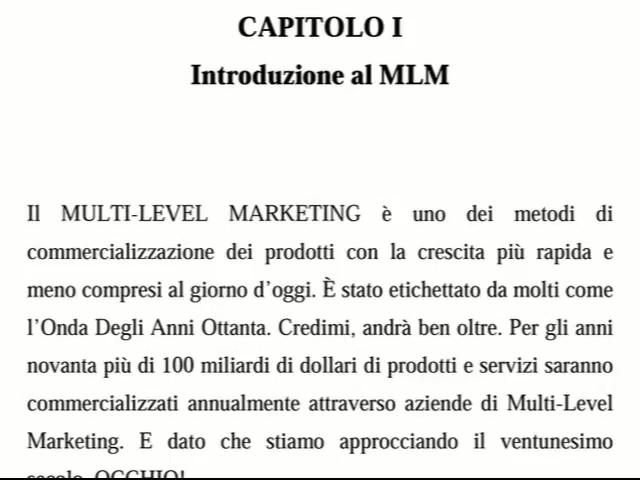 CAPITOLO I
Introduzione al MLM
Il MULTI-LEVEL MARKETING è uno dei metodi di
commercializzazione dei prodotti con la crescita più rapida e
meno compresi al giorno d’oggi. È stato etichettato da molti come
l’Onda Degli Anni Ottanta. Credimi, andrà ben oltre. Per gli anni
novanta più di 100 miliardi di dollari di prodotti e servizi saranno
commercializzati annualmente attraverso aziende di Multi-Level
Marketing. E dato che stiamo approcciando il ventunesimo
secolo, OCCHIO!